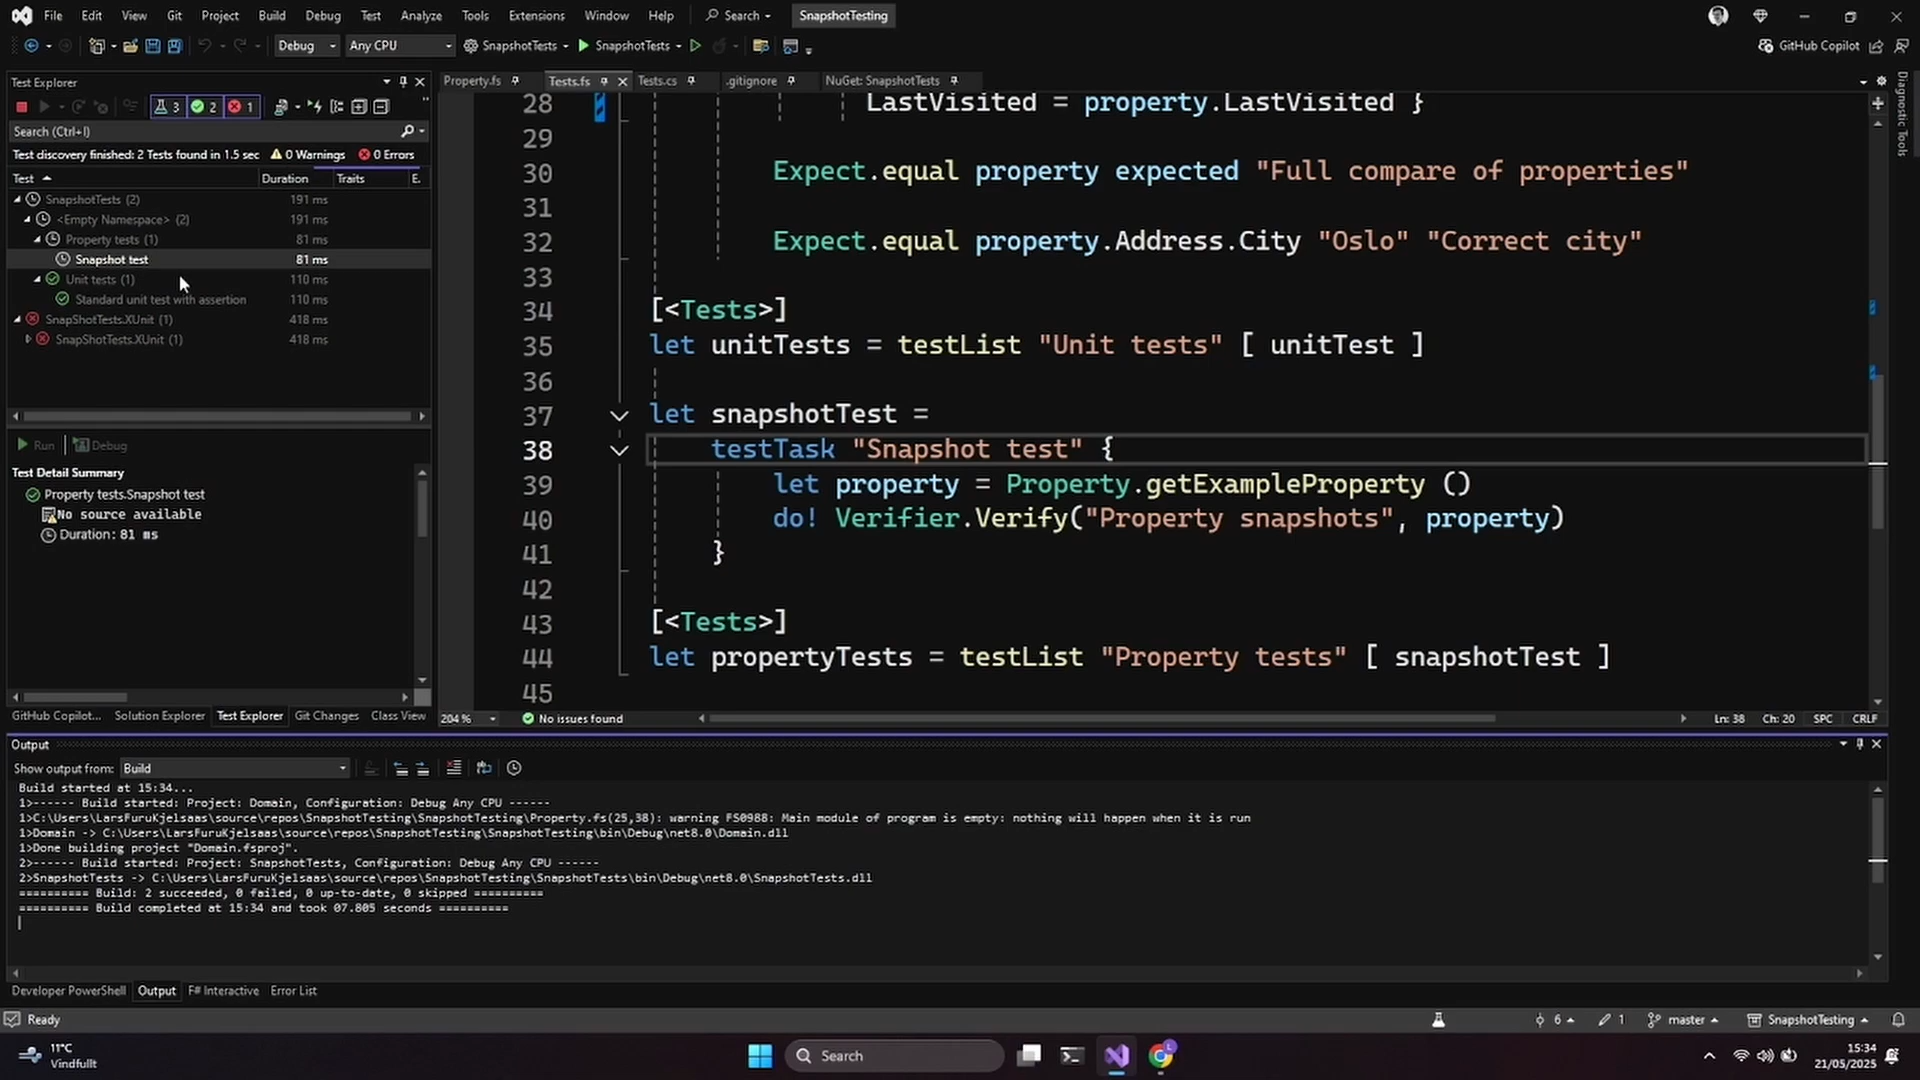 File Edit View Git Project Build Debug Test Analyze Tools Extensions Window Help Search SnapshotTesting
Debug Any CPU SnapshotTests SnapshotTests GitHub Copilot
Test Explorer
Property.fs Tests.fs Tests.cs .gitignore NuGet: SnapshotTests
3 2 1
Search (Ctrl+I)
Test discovery finished: 2 Tests found in 1.5 sec 0 Warnings 0 Errors
Test Duration Traits E.
SnapshotTests (2) 191 ms
<Empty Namespace> (2) 191 ms
Property tests (1) 81 ms
Snapshot test 81 ms
Unit tests (1) 110 ms
Standard unit test with assertion 110 ms
SnapShotTests.XUnit (1) 418 ms
SnapShotTests.XUnit (1) 418 ms
Run Debug
Test Detail Summary
Property tests.Snapshot test
No source available
Duration: 81 ms
GitHub Copilot... Solution Explorer Test Explorer Git Changes Class View
28 LastVisited = property.LastVisited }
29
30 Expect.equal property expected "Full compare of properties"
31
32 Expect.equal property.Address.City "Oslo" "Correct city"
33
34 [<Tests>]
35 let unitTests = testList "Unit tests" [ unitTest ]
36
37 let snapshotTest =
38 testTask "Snapshot test" {
39 let property = Property.getExampleProperty ()
40 do! Verifier.Verify("Property snapshots", property)
41 }
42
43 [<Tests>]
44 let propertyTests = testList "Property tests" [ snapshotTest ]
45
204 % No issues found Ln: 38 Ch: 20 SPC CRLF
Diagnostic Tools
Output
Show output from: Build
Build started at 15:34...
1>------ Build started: Project: Domain, Configuration: Debug Any CPU ------
1>C:\Users\LarsFuruKjelsaas\source\repos\SnapshotTesting\SnapshotTesting\Property.fs(25,38): warning FS0988: Main module of program is empty: nothing will happen when it is run
1>Domain -> C:\Users\LarsFuruKjelsaas\source\repos\SnapshotTesting\SnapshotTesting\bin\Debug\net8.0\Domain.dll
1>Done building project "Domain.fsproj".
2>------ Build started: Project: SnapshotTests, Configuration: Debug Any CPU ------
2>SnapshotTests -> C:\Users\LarsFuruKjelsaas\source\repos\SnapshotTesting\SnapshotTests\bin\Debug\net8.0\SnapshotTests.dll
========== Build: 2 succeeded, 0 failed, 0 up-to-date, 0 skipped ==========
========== Build completed at 15:34 and took 07.805 seconds ==========
Developer PowerShell Output F# Interactive Error List
Ready 6 1 master SnapshotTesting
11°C
Vindfullt
Search
15:34
21/05/2025